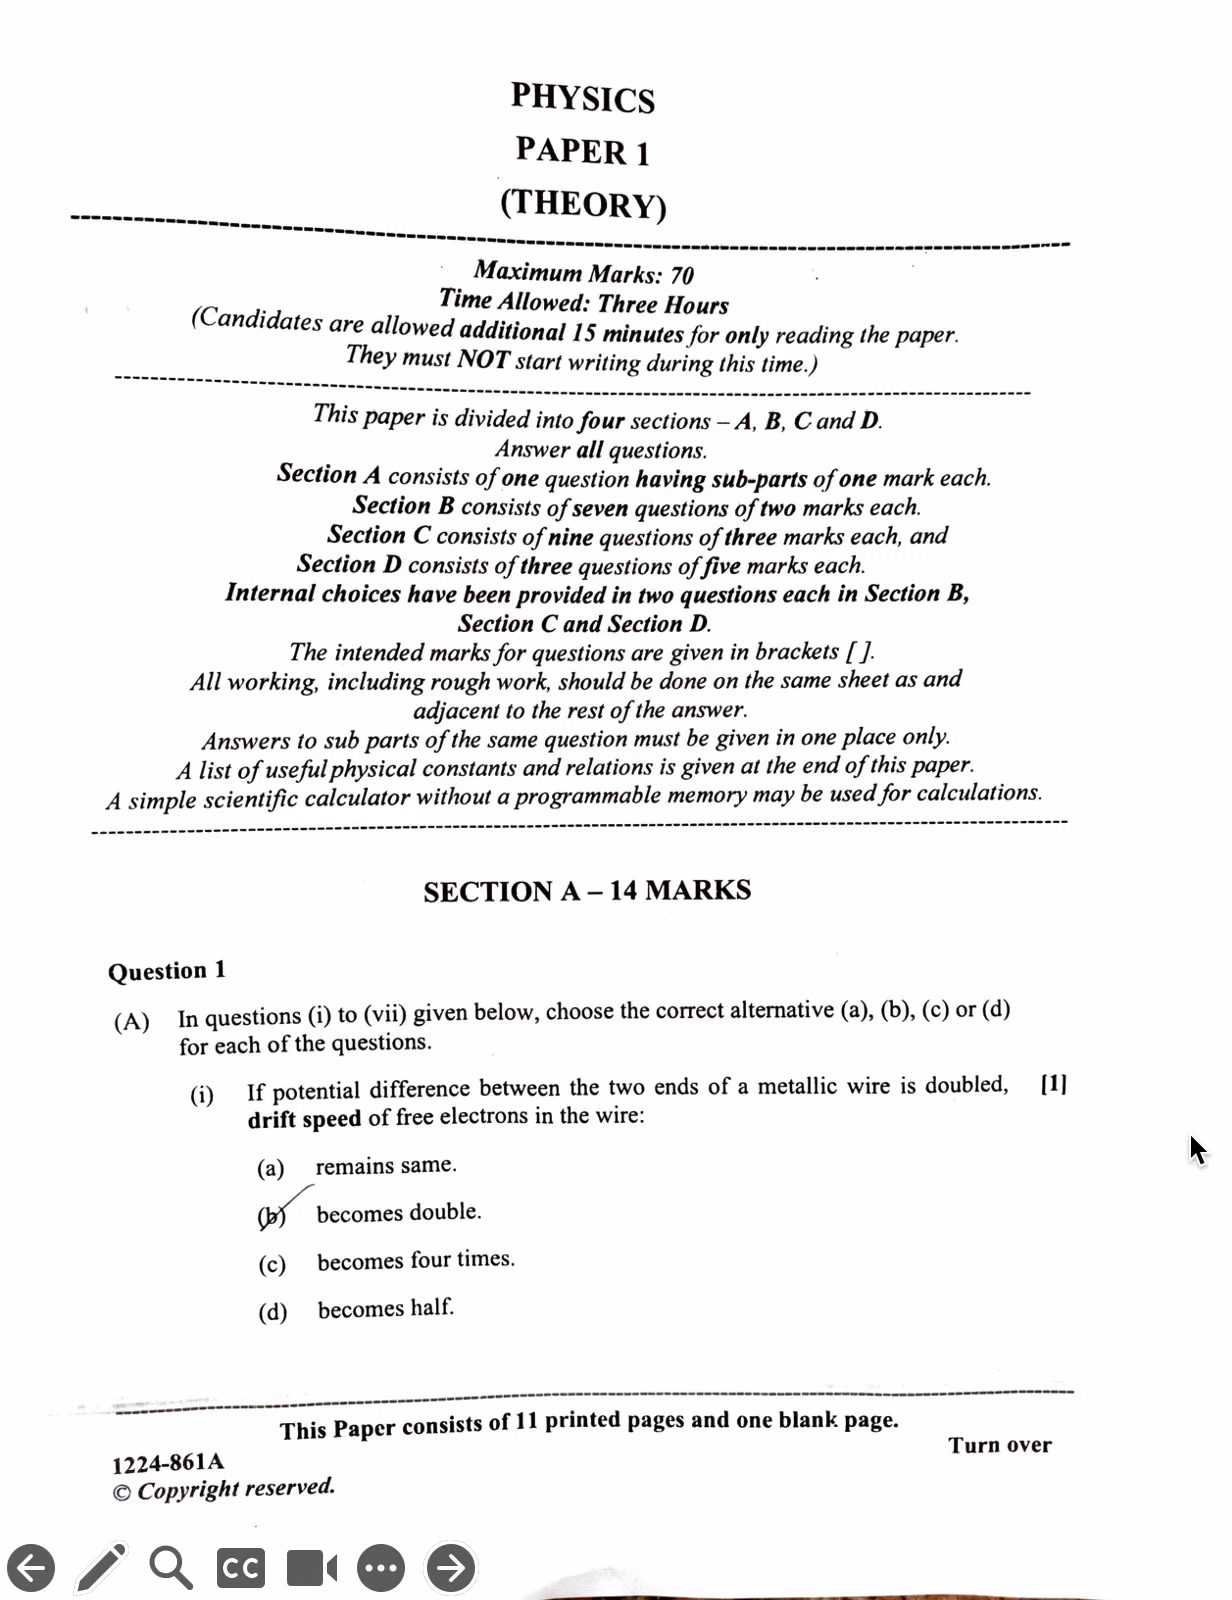 PHYSICS
PAPER 1
(THEORY)
Maximum Marks: 70
Time Allowed: Three Hours
(Candidates are allowed additional 15 minutes for only reading the paper.
They must NOT start writing during this time.)
This paper is divided into four sections – A, B, C and D.
Answer all questions.
Section A consists of one question having sub-parts of one mark each.
Section B consists of seven questions of two marks each.
Section C consists of nine questions of three marks each, and
Section D consists of three questions of five marks each.
Internal choices have been provided in two questions each in Section B,
Section C and Section D.
The intended marks for questions are given in brackets [ ].
All working, including rough work, should be done on the same sheet as and
adjacent to the rest of the answer.
Answers to sub parts of the same question must be given in one place only.
A list of useful physical constants and relations is given at the end of this paper.
A simple scientific calculator without a programmable memory may be used for calculations.
SECTION A – 14 MARKS
Question 1
(A) In questions (i) to (vii) given below, choose the correct alternative (a), (b), (c) or (d)
for each of the questions.
(i) If potential difference between the two ends of a metallic wire is doubled, [1]
drift speed of free electrons in the wire:
(a) remains same.
(b) becomes double.
(c) becomes four times.
(d) becomes half.
This Paper consists of 11 printed pages and one blank page.
Turn over
1224-861A
© Copyright reserved.
CC